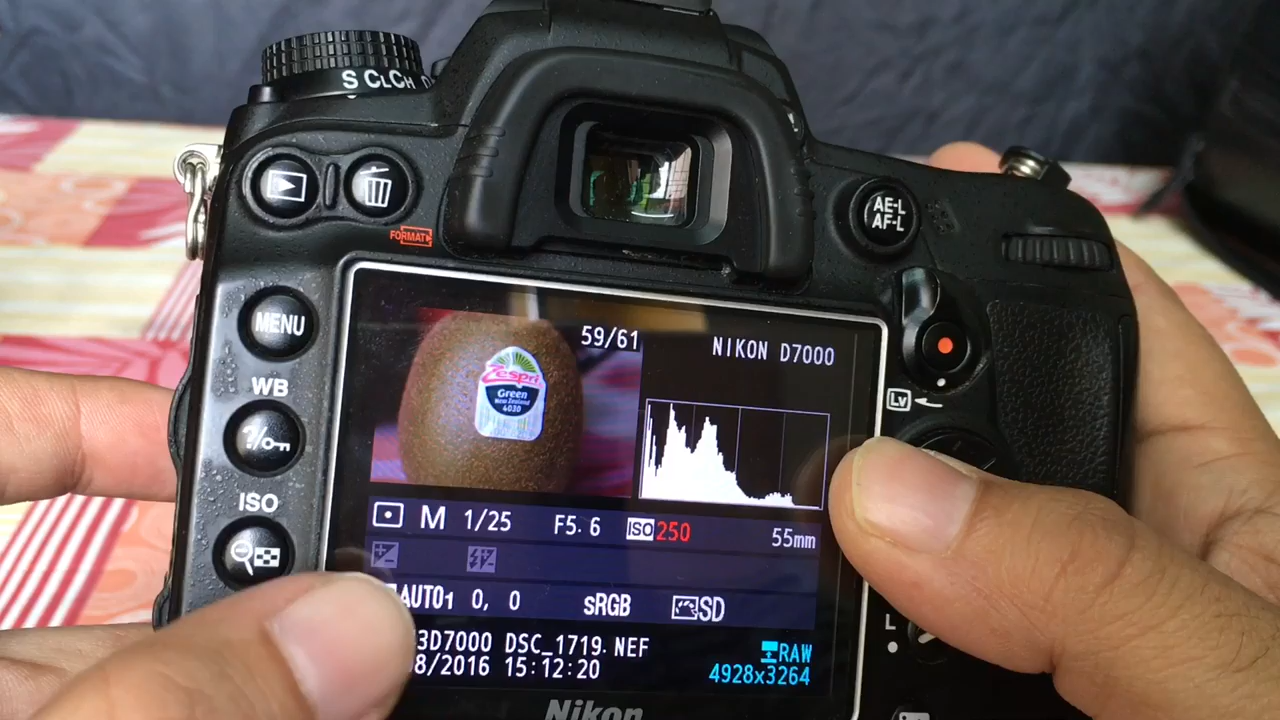 S CL CH
FORMAT
AE-L
AF-L
MENU
WB
ISO
Lv
59/61
NIKON D7000
Zespri
Green
New Zealand
4030
M 1/25 F5.6 ISO 250 55mm
AUTO1 0, 0 sRGB SD
3D7000 DSC_1719.NEF
8/2016 15:12:20
RAW
4928x3264
L
Nikon